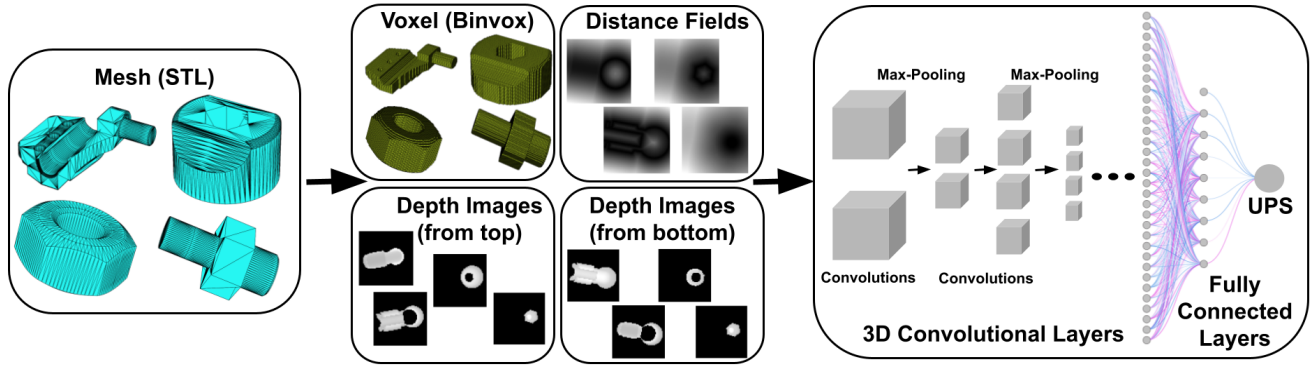 Mesh (STL)
Voxel (Binvox)
Distance Fields
Depth Images
(from top)
Depth Images
(from bottom)
Max-Pooling
Max-Pooling
Convolutions
Convolutions
3D Convolutional Layers
UPS
Fully
Connected
Layers